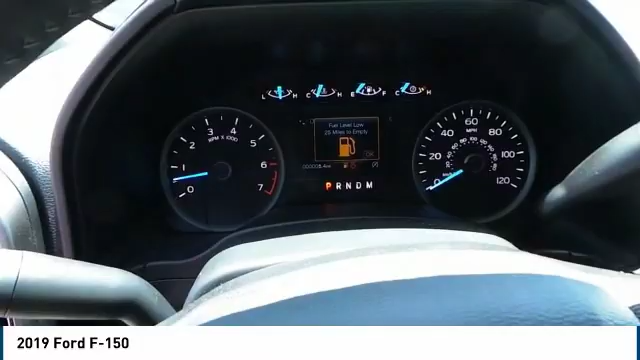 L H C H E F C H
Fuel Level Low
25 Miles to Empty
OK
0 1 2 3 4 5 6 7
RPM X 1000
0 20 40 60 80 100 120
MPH
P R N D M
2019 Ford F-150